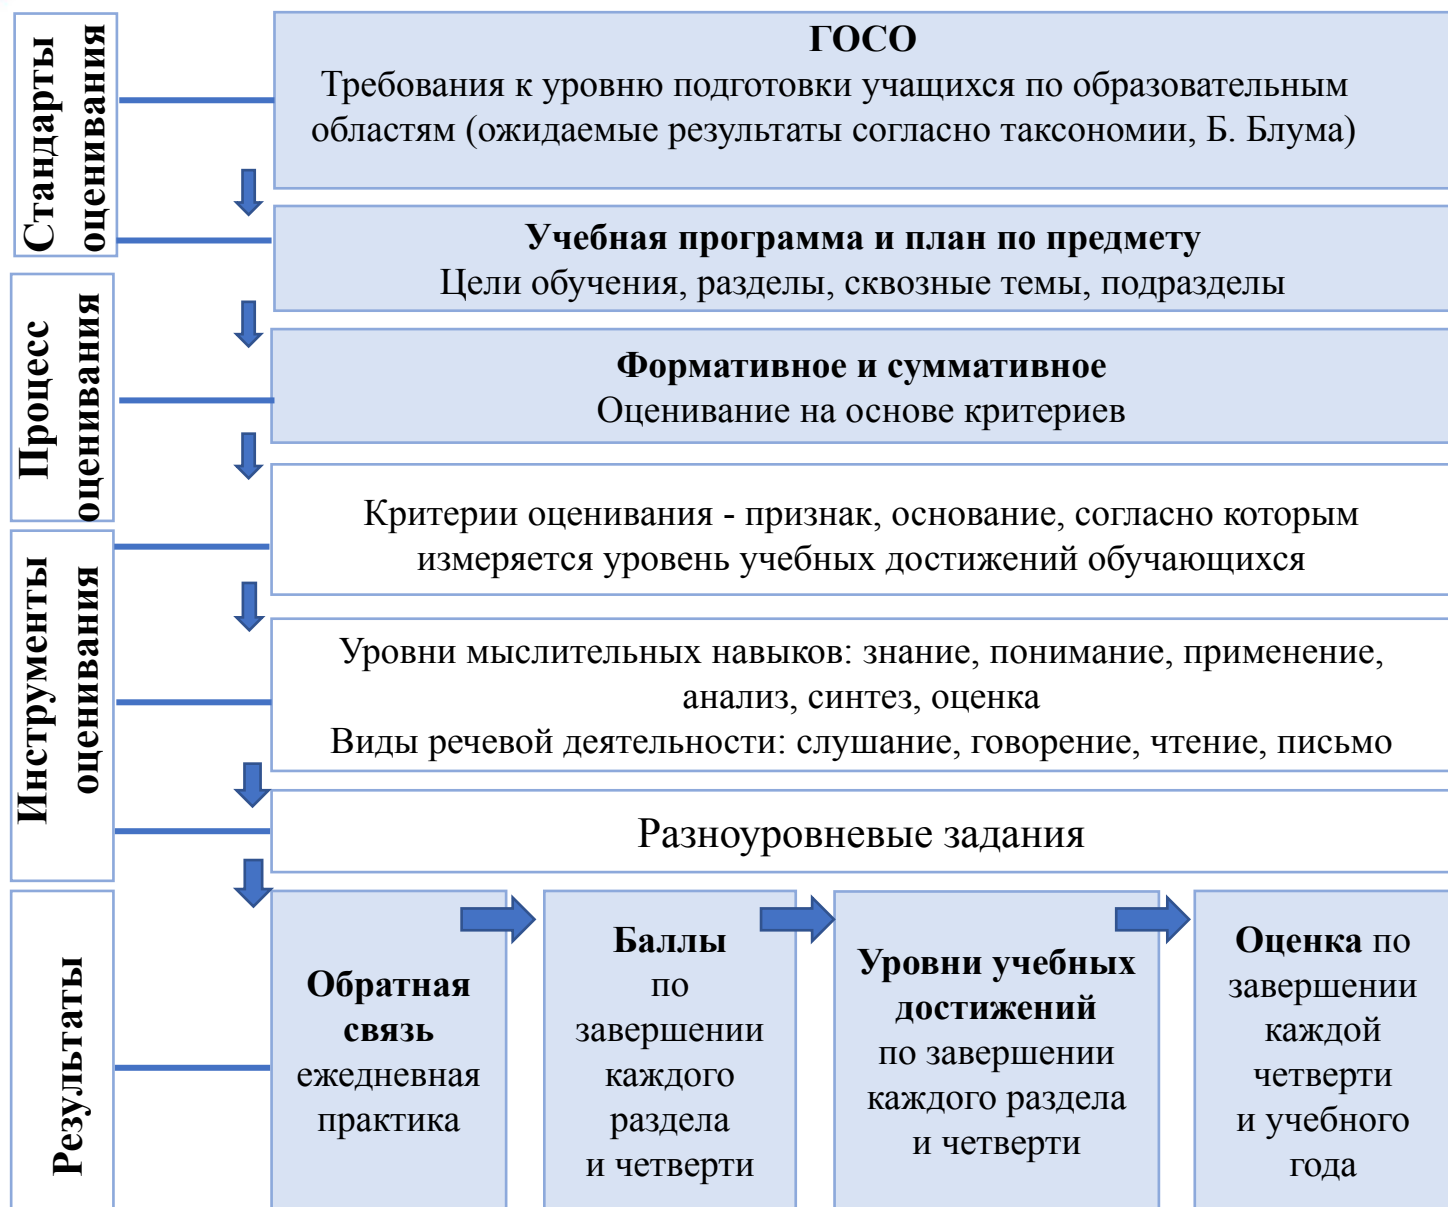 Стандарты
оценивания
ГОСО
Требования к уровню подготовки учащихся по образовательным
областям (ожидаемые результаты согласно таксономии, Б. Блума)
Учебная программа и план по предмету
Цели обучения, разделы, сквозные темы, подразделы
Процесс
оценивания
Формативное и суммативное
Оценивание на основе критериев
Инструменты
оценивания
Критерии оценивания - признак, основание, согласно которым
измеряется уровень учебных достижений обучающихся
Уровни мыслительных навыков: знание, понимание, применение,
анализ, синтез, оценка
Виды речевой деятельности: слушание, говорение, чтение, письмо
Разноуровневые задания
Результаты
Обратная
связь
ежедневная
практика
Баллы
по
завершении
каждого
раздела
и четверти
Уровни учебных
достижений
по завершении
каждого раздела
и четверти
Оценка по
завершении
каждой
четверти
и учебного
года